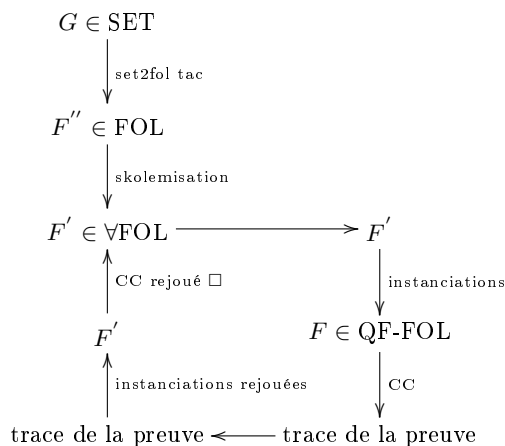 G ∈ SET
set2fol tac
F'' ∈ FOL
skolemisation
F' ∈ ∀FOL F'
CC rejoué □ instanciations
F' F ∈ QF-FOL
instanciations rejouées CC
trace de la preuve trace de la preuve